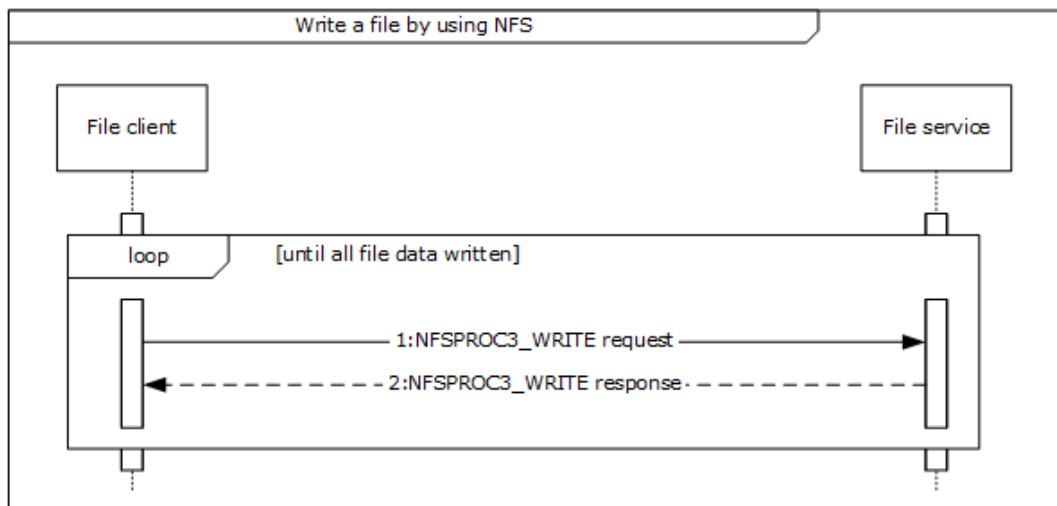 Write a file by using NFS
File client
File service
loop
[until all file data written]
1:NFSPROC3_WRITE request
2:NFSPROC3_WRITE response